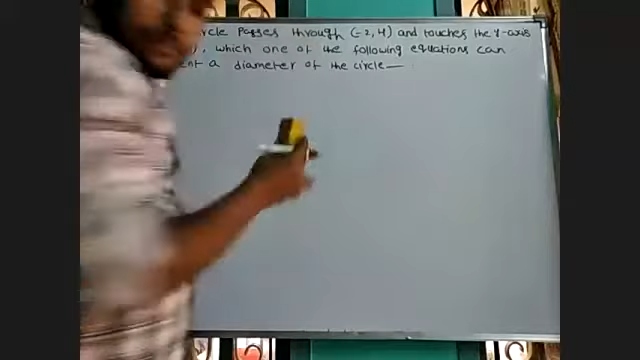 rcle Passes through (-2,4) and touches the Y-axis
), which one of the following equations can
ent a diameter of the circle—